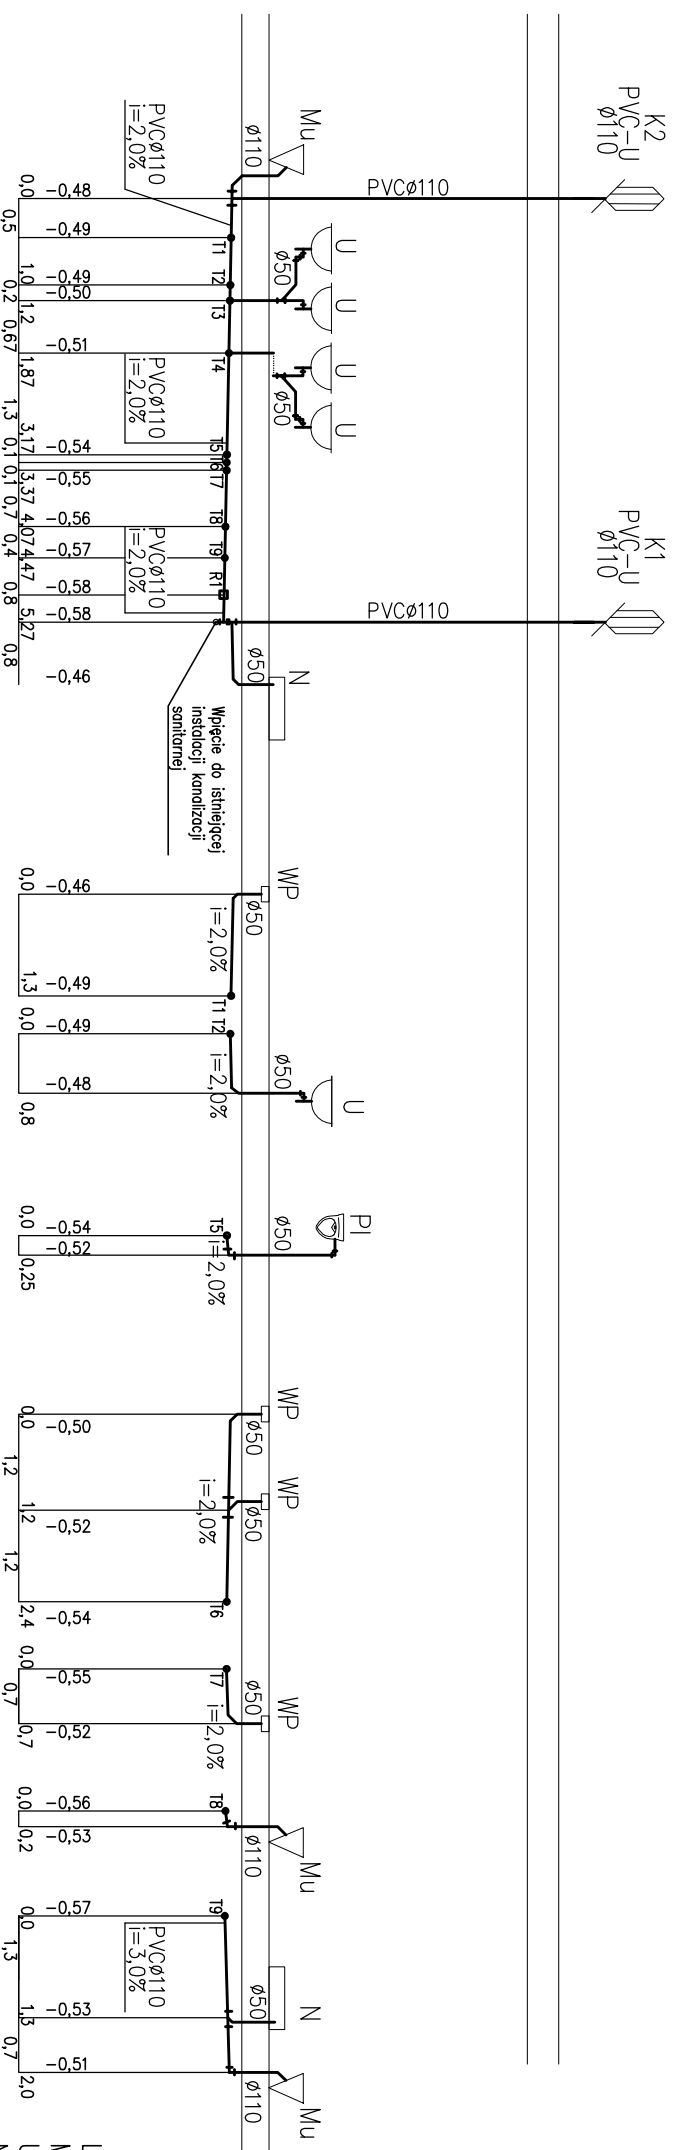 K2
PVC-U
ø110
K1
PVC-U
ø110
PVCø110
PVCø110
Mu
ø110
U
U
ø50
U
U
ø50
N
ø50
PVCø110
i=2,0%
PVCø110
i=2,0%
PVCø110
i=2,0%
T1
T2
T3
T4
T5
T6
T7
T8
T9
R1
Wpięcie do istniejącej
instalacji kanalizacji
sanitarnej
-0,48
-0,49
-0,49
-0,50
-0,51
-0,54
-0,55
-0,56
-0,57
-0,58
-0,58
-0,46
0,0
1,2
1,87
3,17
3,37
4,07
4,47
5,27
0,5
1,0
0,2
0,67
1,3
0,1
0,1
0,7
0,4
0,8
0,8
WP
ø50
i=2,0%
T1
-0,46
-0,49
0,0
1,3
U
ø50
T2
i=2,0%
-0,49
-0,48
0,0
0,8
Pl
ø50
T5
i=2,0%
-0,54
-0,52
0,0
0,25
WP
ø50
WP
ø50
i=2,0%
T6
-0,50
-0,52
-0,54
0,0
1,2
2,4
1,2
1,2
WP
ø50
T7
i=2,0%
-0,55
-0,52
0,0
0,7
0,7
Mu
ø110
T8
-0,56
-0,53
0,0
0,2
N
ø50
Mu
ø110
T9
PVCø110
i=3,0%
-0,57
-0,53
-0,51
0,0
1,3
2,0
1,3
0,7